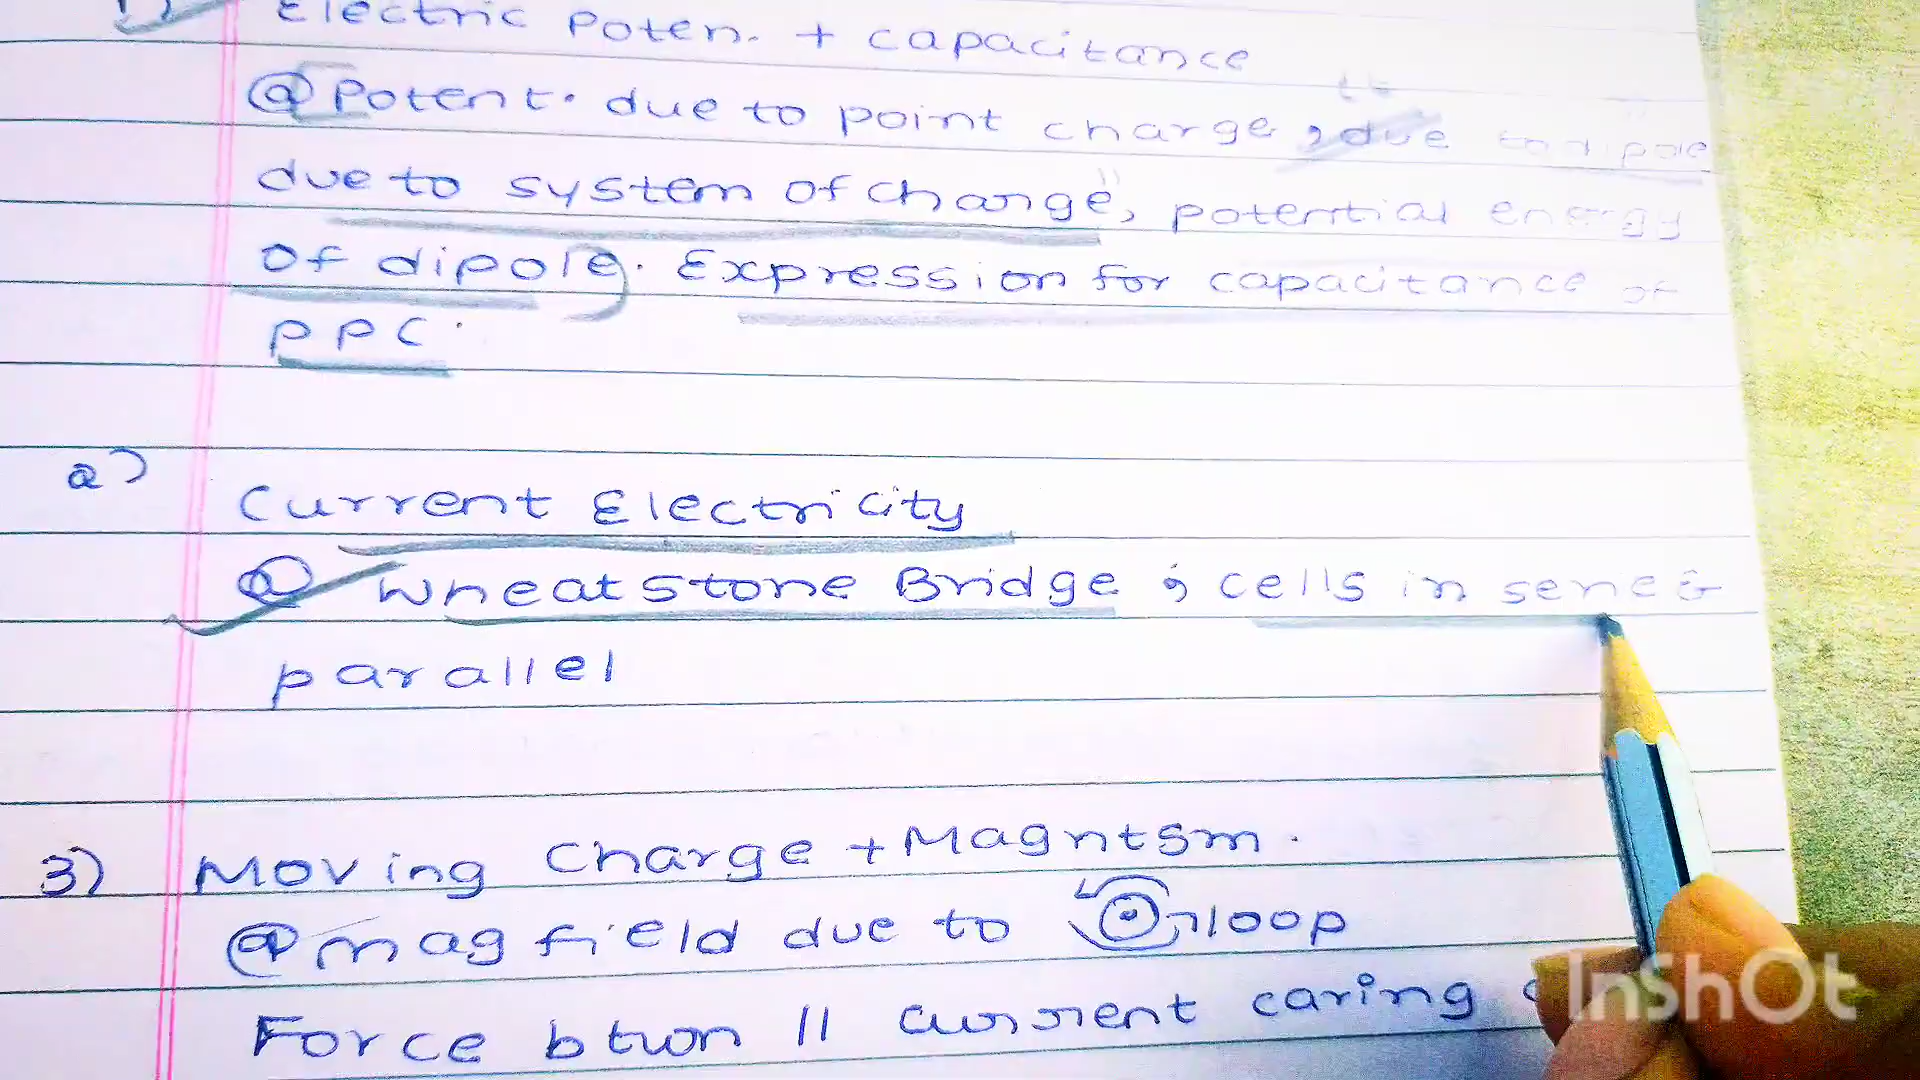 1) Electric Poten. + capacitance
@ Potent. due to point charge, due to dipole
due to system of charge, potential energy
of dipole. Expression for capacitance of
PPC.
2) Current Electricity
@ Wheatstone Bridge ; cells in serie &
parallel
3) Moving charge + Magntsm.
@ mag field due to loop
Force btwn || current caring
InShOt